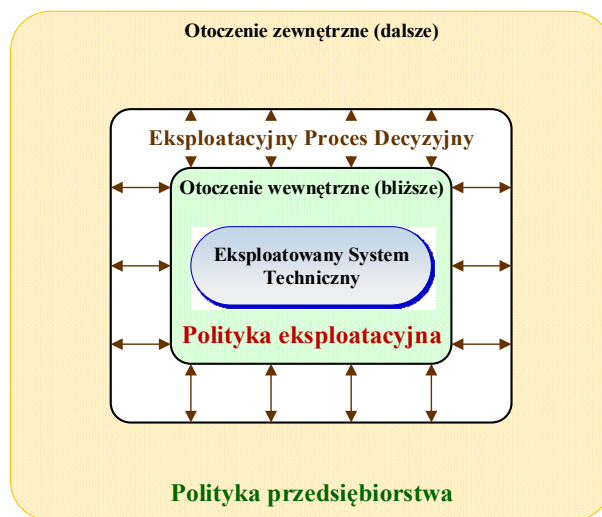 Otoczenie zewnętrzne (dalsze)
Eksploatacyjny Proces Decyzyjny
Otoczenie wewnętrzne (bliższe)
Eksploatowany System
Techniczny
Polityka eksploatacyjna
Polityka przedsiębiorstwa